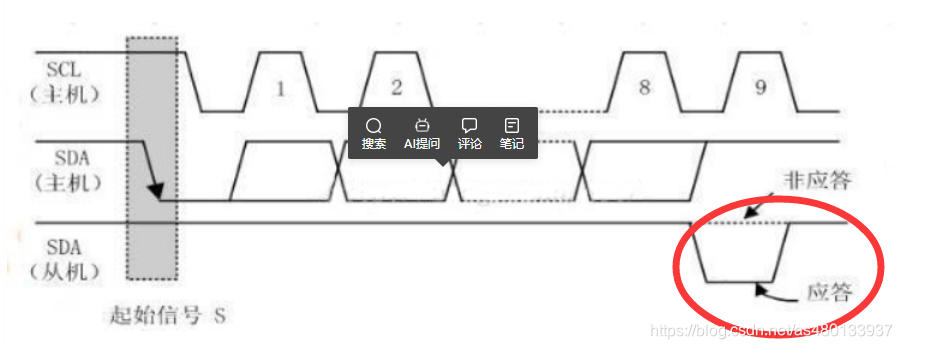 SCL
(主机)
1
2
8
9
搜索
AI提问
评论
笔记
SDA
(主机)
非应答
SDA
(从机)
应答
起始信号 S
https://blog.csdn.net/as480133937